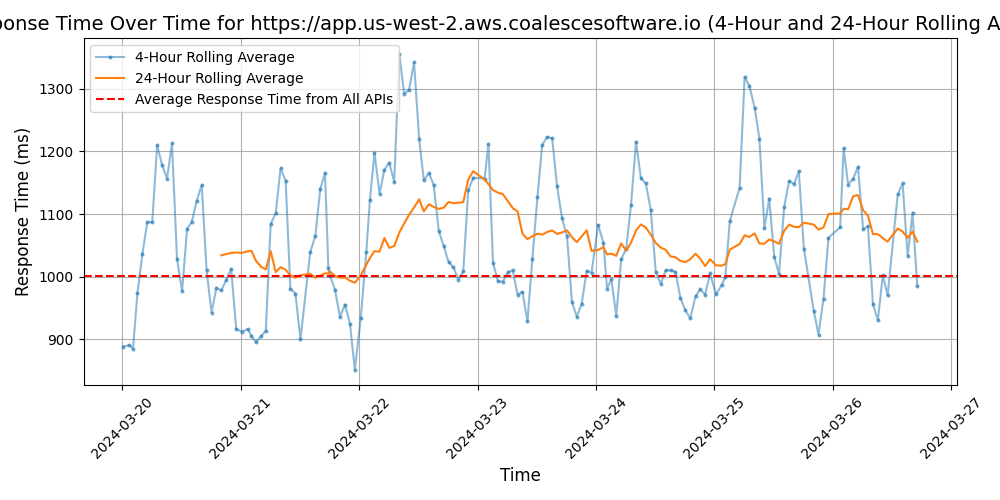 onse Time Over Time for https://app.us-west-2.aws.coalescesoftware.io (4-Hour and 24-Hour Rolling A
4-Hour Rolling Average
24-Hour Rolling Average
Average Response Time from All APIs
Response Time (ms)
1300
1200
1100
1000
900
2024-03-20
2024-03-21
2024-03-22
2024-03-23
2024-03-24
2024-03-25
2024-03-26
2024-03-27
Time